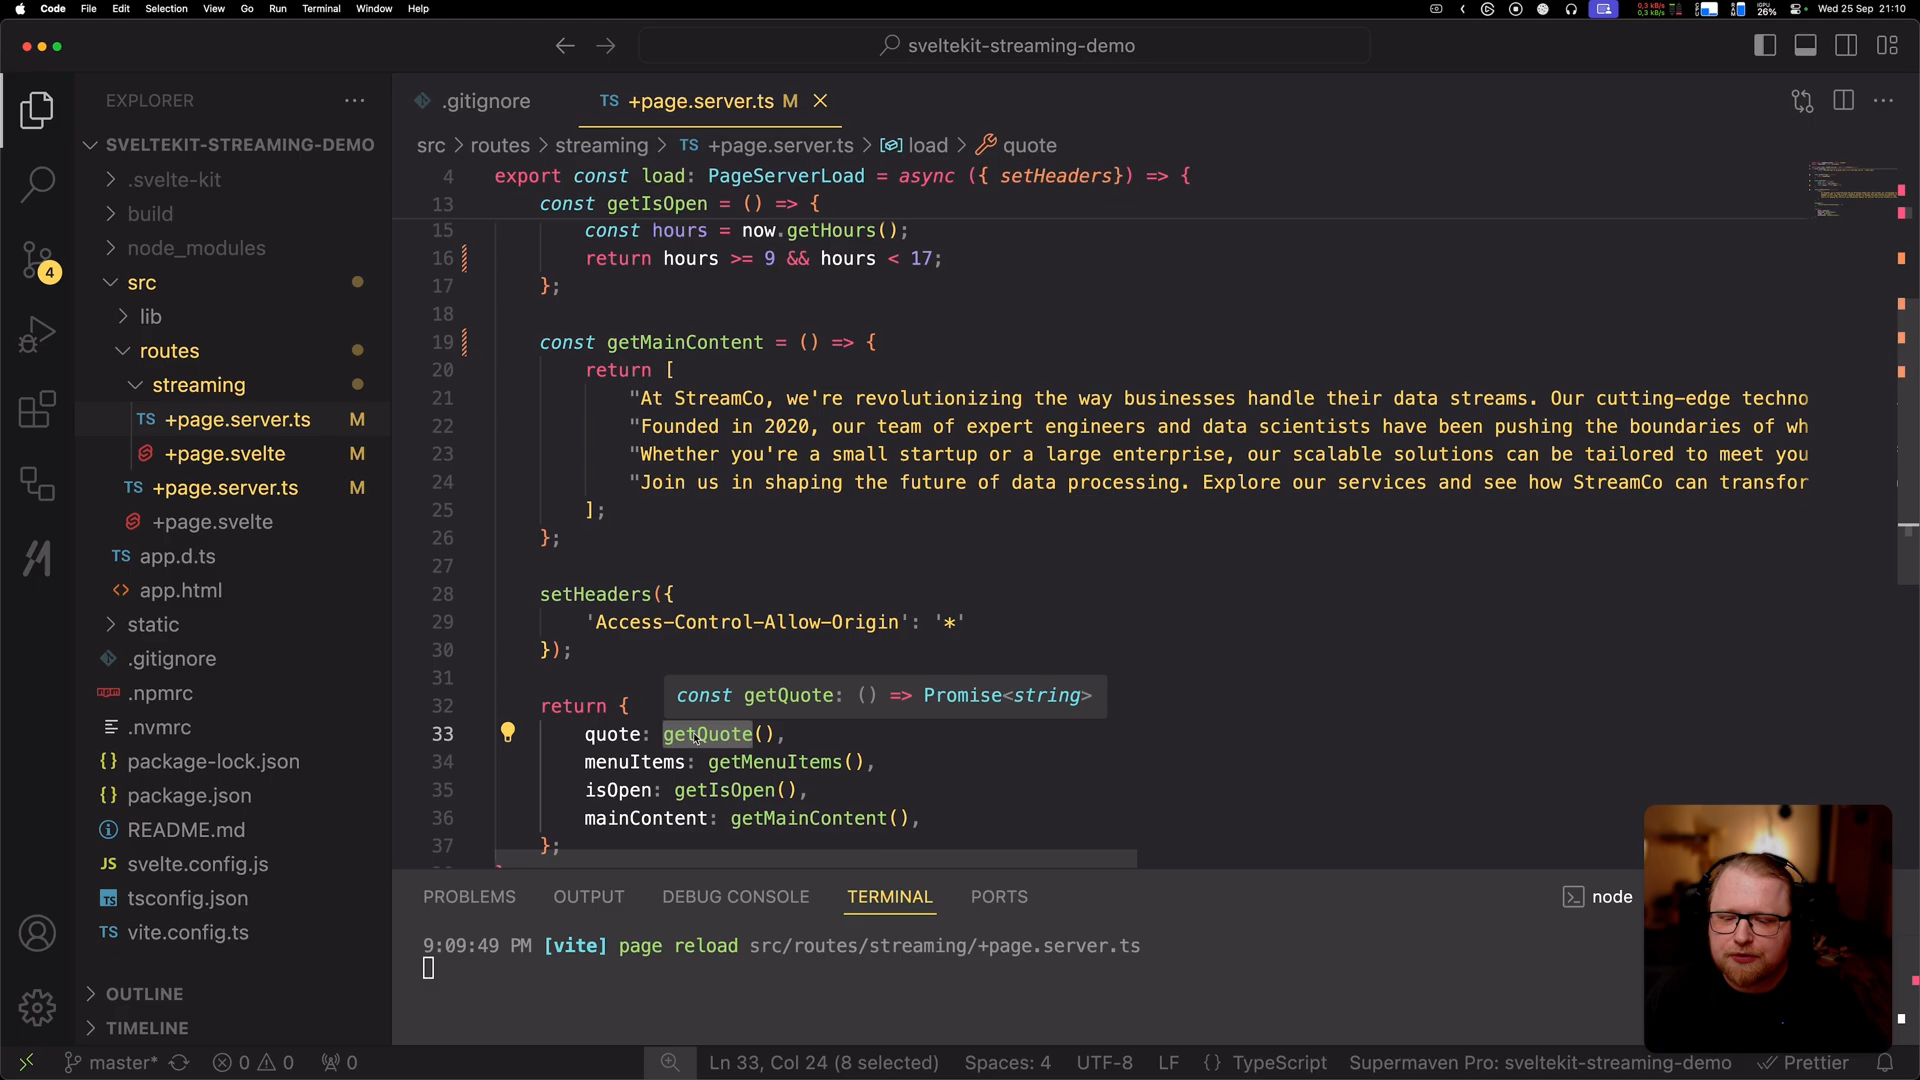 Code File Edit Selection View Go Run Terminal Window Help
26% Wed 25 Sep 21:10
sveltekit-streaming-demo
EXPLORER
SVELTEKIT-STREAMING-DEMO
.svelte-kit
build
node_modules
4
src
lib
routes
streaming
TS +page.server.ts M
+page.svelte M
TS +page.server.ts M
+page.svelte
TS app.d.ts
<> app.html
static
.gitignore
.npmrc
.nvmrc
{} package-lock.json
{} package.json
README.md
JS svelte.config.js
TS tsconfig.json
TS vite.config.ts
OUTLINE
TIMELINE
.gitignore
TS +page.server.ts M
src > routes > streaming > TS +page.server.ts > load > quote
4 export const load: PageServerLoad = async ({ setHeaders}) => {
13 const getIsOpen = () => {
15 const hours = now.getHours();
16 return hours >= 9 && hours < 17;
17 };
18
19 const getMainContent = () => {
20 return [
21 "At StreamCo, we're revolutionizing the way businesses handle their data streams. Our cutting-edge techno
22 "Founded in 2020, our team of expert engineers and data scientists have been pushing the boundaries of wh
23 "Whether you're a small startup or a large enterprise, our scalable solutions can be tailored to meet you
24 "Join us in shaping the future of data processing. Explore our services and see how StreamCo can transfor
25 ];
26 };
27
28 setHeaders({
29 'Access-Control-Allow-Origin': '*'
30 });
31
const getQuote: () => Promise<string>
32 return {
33 quote: getQuote(),
34 menuItems: getMenuItems(),
35 isOpen: getIsOpen(),
36 mainContent: getMainContent(),
37 };
PROBLEMS OUTPUT DEBUG CONSOLE TERMINAL PORTS
node
9:09:49 PM [vite] page reload src/routes/streaming/+page.server.ts
master* 0 0 0
Ln 33, Col 24 (8 selected) Spaces: 4 UTF-8 LF {} TypeScript Supermaven Pro: sveltekit-streaming-demo Prettier